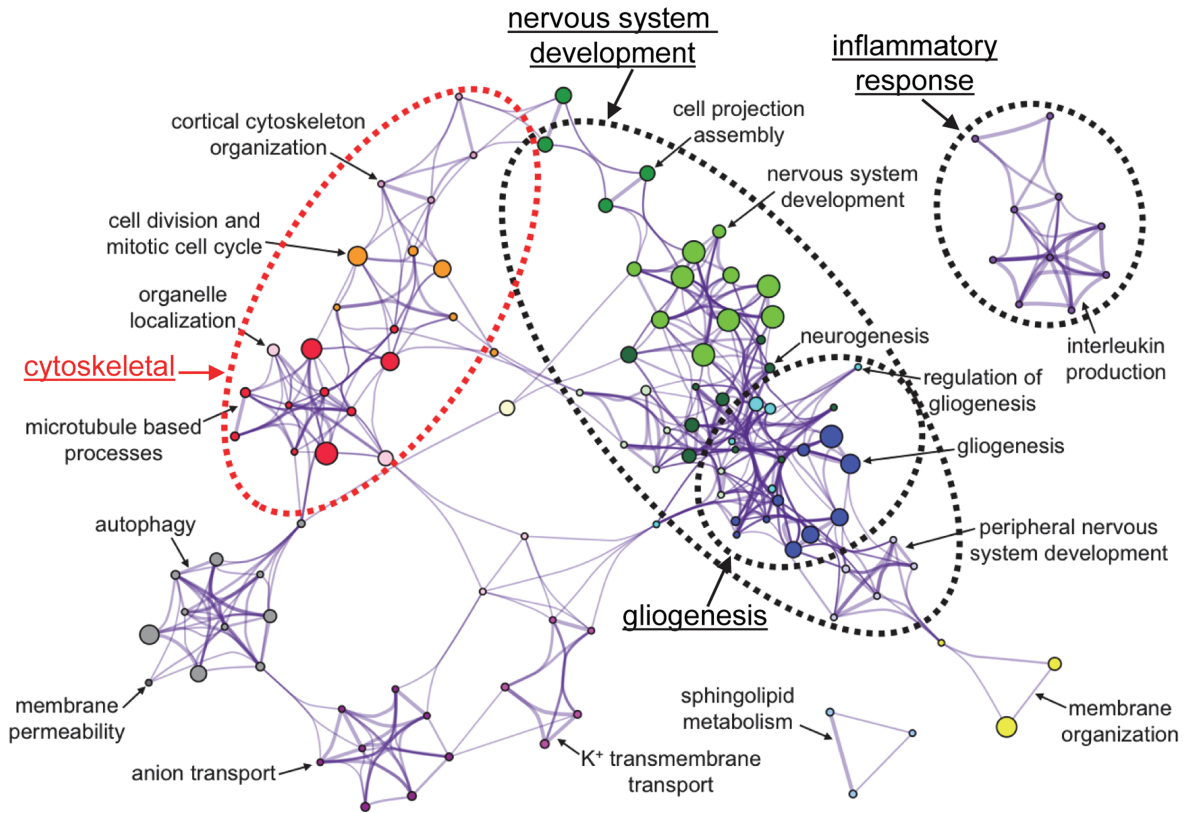 nervous system
development
inflammatory
response
cortical cytoskeleton
organization
cell projection
assembly
nervous system
development
cell division and
mitotic cell cycle
organelle
localization
cytoskeletal
microtubule based
processes
neurogenesis
interleukin
production
regulation of
gliogenesis
gliogenesis
autophagy
peripheral nervous
system development
gliogenesis
membrane
permeability
sphingolipid
metabolism
membrane
organization
anion transport
K⁺ transmembrane
transport